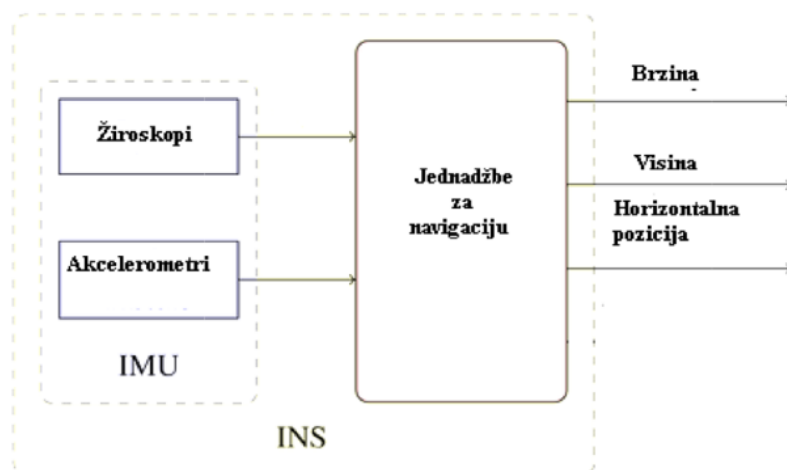 Žiroskopi
Akcelerometri
IMU
INS
Jednadžbe
za
navigaciju
Brzina
Visina
Horizontalna
pozicija